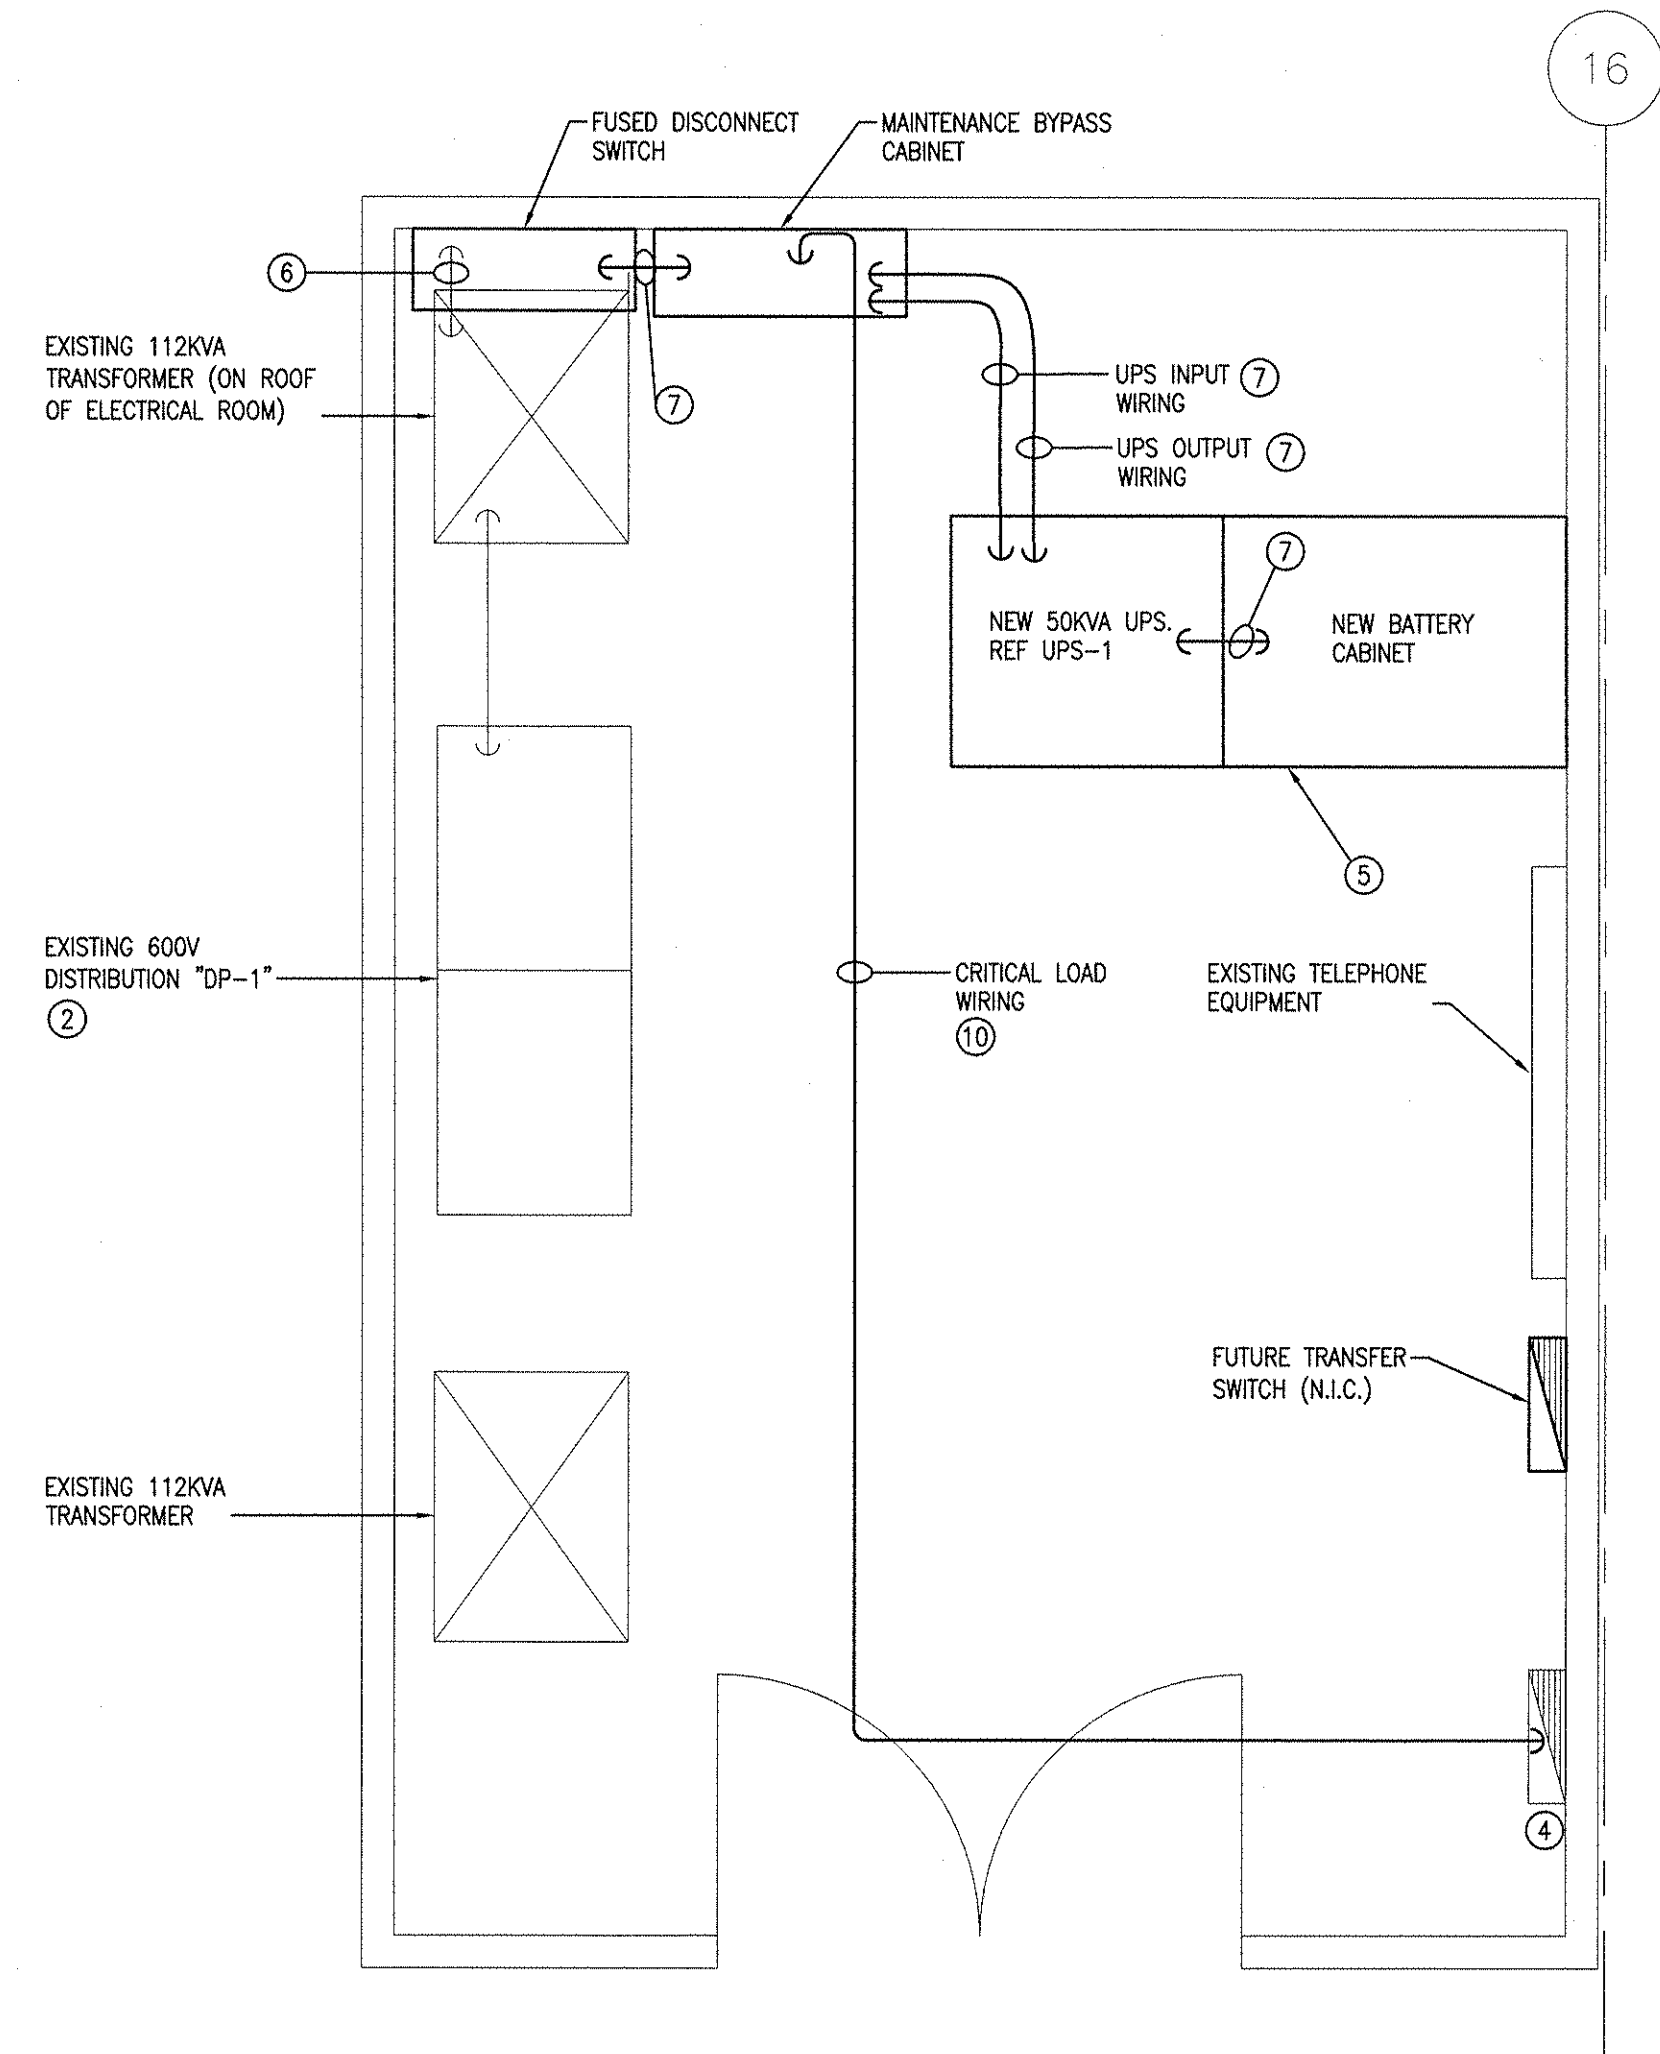 16
FUSED DISCONNECT
SWITCH
MAINTENANCE BYPASS
CABINET
6
EXISTING 112KVA
TRANSFORMER (ON ROOF
OF ELECTRICAL ROOM)
7
UPS INPUT 7
WIRING
UPS OUTPUT 7
WIRING
7
NEW 50KVA UPS.
REF UPS-1
NEW BATTERY
CABINET
5
EXISTING 600V
DISTRIBUTION "DP-1"
2
CRITICAL LOAD
WIRING
10
EXISTING TELEPHONE
EQUIPMENT
FUTURE TRANSFER
SWITCH (N.I.C.)
EXISTING 112KVA
TRANSFORMER
4